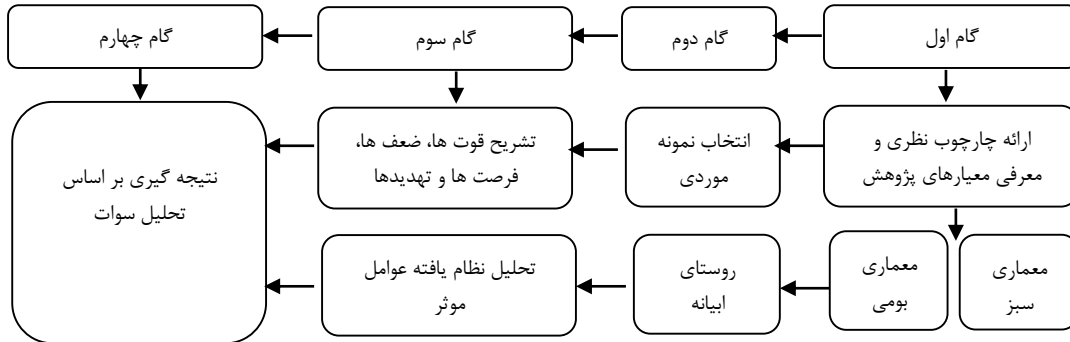 گام اول
گام دوم
گام سوم
گام چهارم
ارائه چارچوب نظری و
معرفی معیارهای پژوهش
انتخاب نمونه
موردی
تشریح قوت ها، ضعف ها،
فرصت ها و تهدیدها
نتیجه گیری بر اساس
تحلیل سوات
معماری
سبز
معماری
بومی
روستای
ابیانه
تحلیل نظام یافته عوامل
موثر